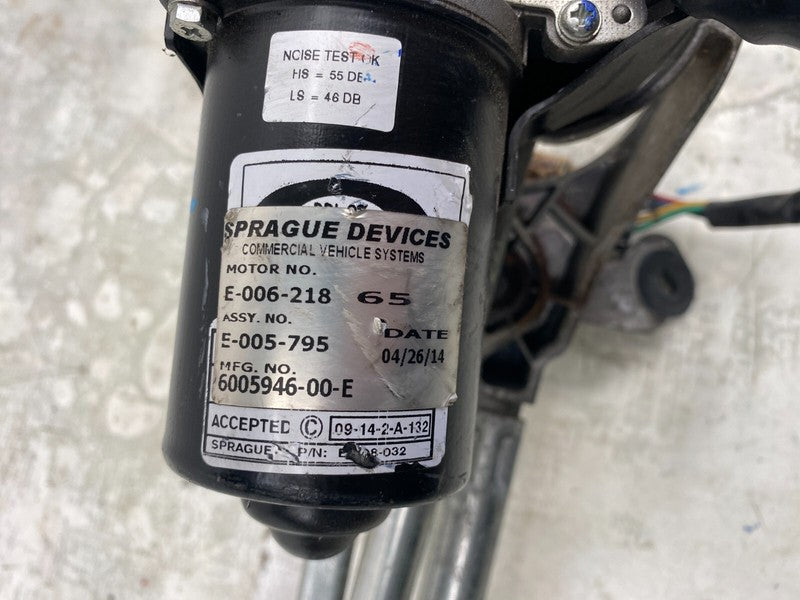 NOISE TEST OK
HS = 55 DB
LS = 46 DB
SPRAGUE DEVICES
COMMERCIAL VEHICLE SYSTEMS
MOTOR NO.
E-006-218 65
ASSY. NO.
DATE
E-005-795 04/26/14
MFG. NO.
6005946-00-E
ACCEPTED © 09-14-2-A-132
SPRAGUE P/N: